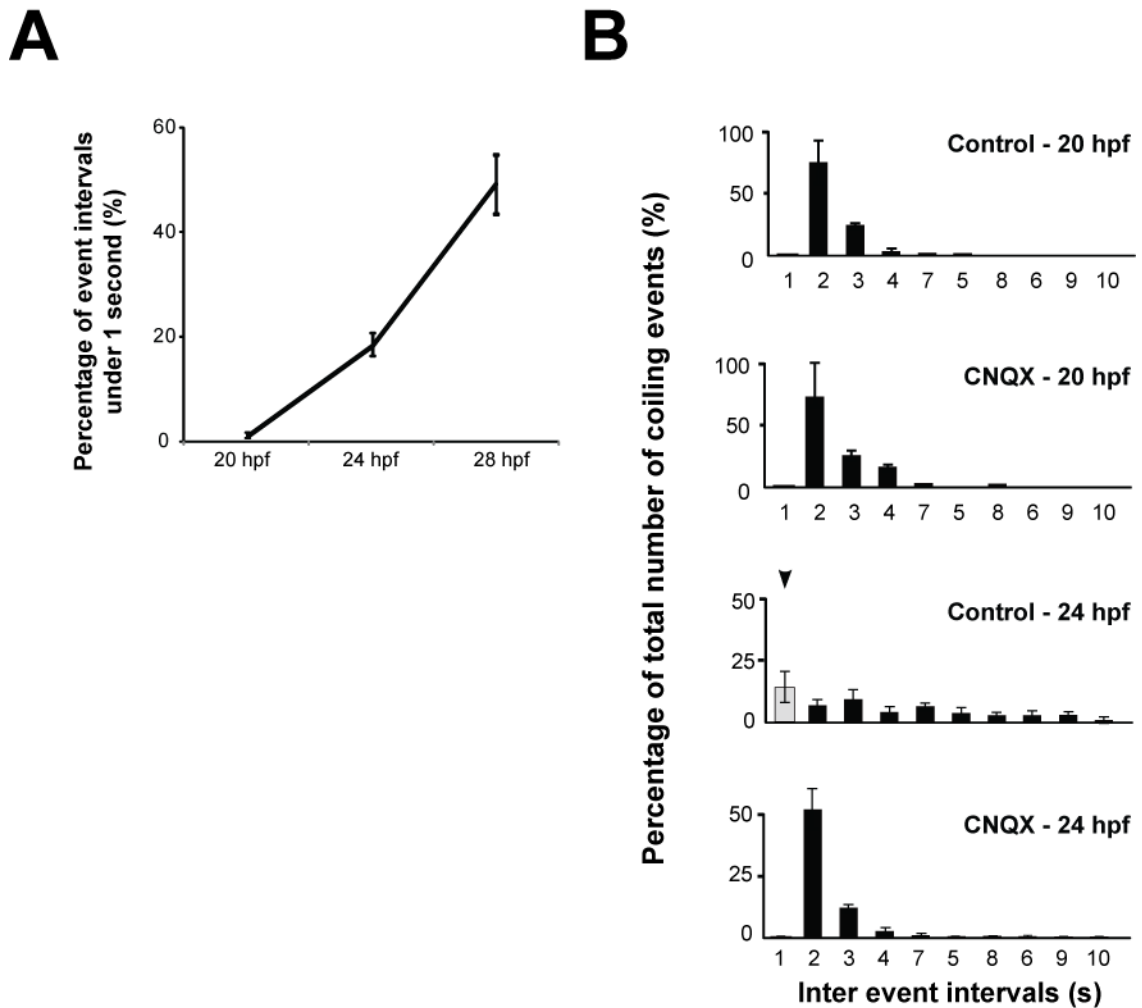 A
B
Percentage of event intervals
under 1 second (%)
60
40
20
0
20 hpf
24 hpf
28 hpf
Percentage of total number of coiling events (%)
Control - 20 hpf
100
50
0
1 2 3 4 7 5 8 6 9 10
CNQX - 20 hpf
100
50
0
1 2 3 4 7 5 8 6 9 10
Control - 24 hpf
50
25
0
1 2 3 4 7 5 8 6 9 10
CNQX - 24 hpf
50
25
0
1 2 3 4 7 5 8 6 9 10
Inter event intervals (s)